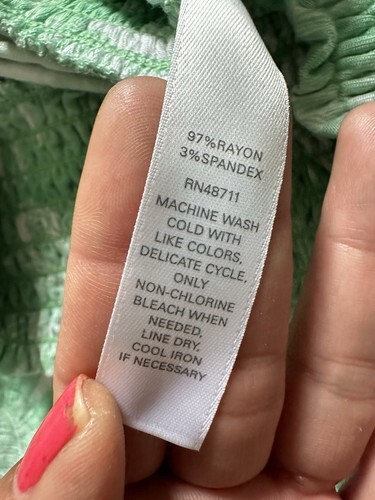 97%RAYON
3%SPANDEX
RN48711
MACHINE WASH
COLD WITH
LIKE COLORS,
DELICATE CYCLE,
ONLY
NON-CHLORINE
BLEACH WHEN
NEEDED,
LINE DRY.
COOL IRON
IF NECESSARY